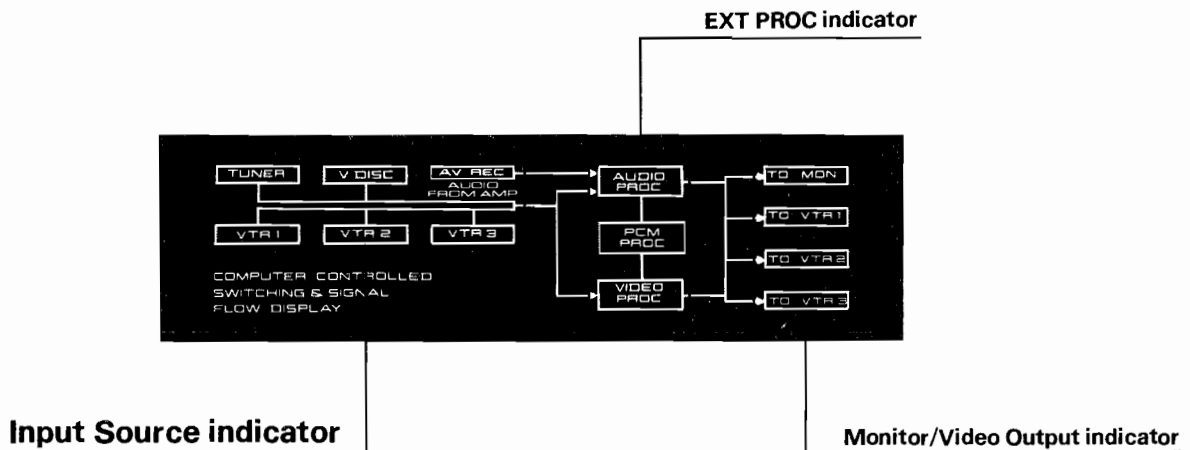 EXT PROC indicator
TUNER
V DISC
AV REC
AUDIO
FROM AMP
VTR 1
VTR 2
VTR 3
COMPUTER CONTROLLED
SWITCHING & SIGNAL
FLOW DISPLAY
AUDIO
PROC
PCM
PROC
VIDEO
PROC
TO MON
TO VTR1
TO VTR2
TO VTR3
Input Source indicator
Monitor/Video Output indicator